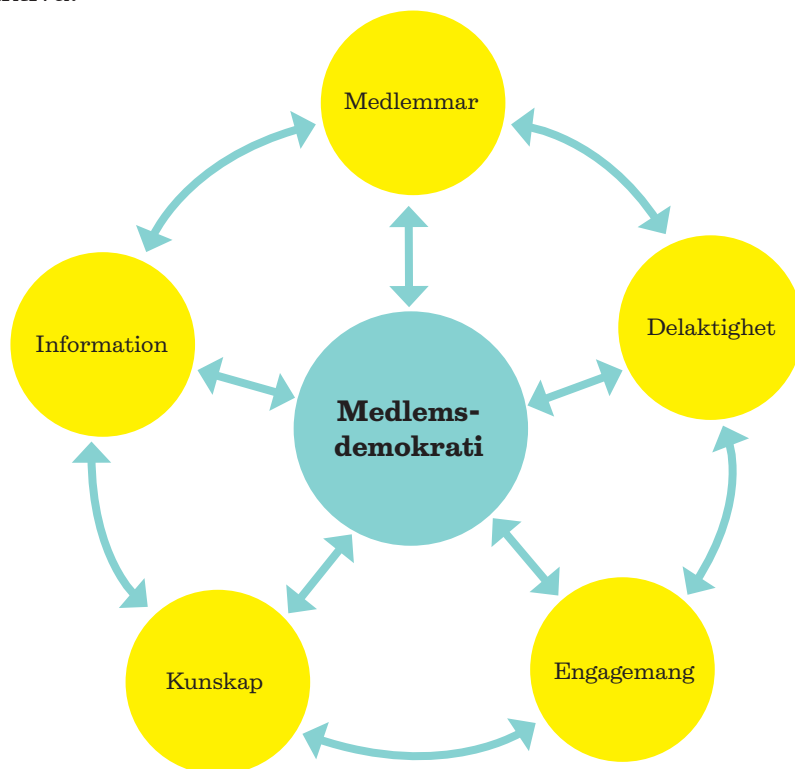 Medlemmar
Delaktighet
Information
Medlems-
demokrati
Engagemang
Kunskap